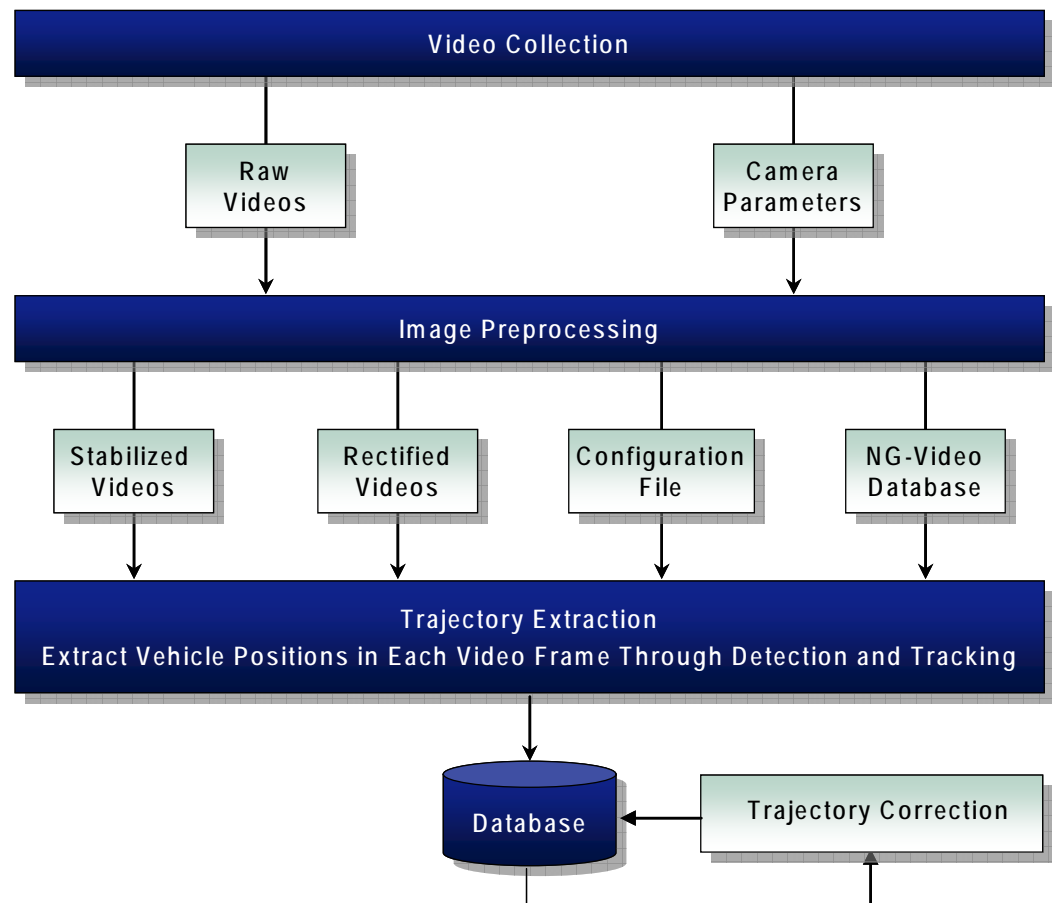 Video Collection
Raw
Videos
Camera
Parameters
Image Preprocessing
Stabilized
Videos
Rectified
Videos
Configuration
File
NG-Video
Database
Trajectory Extraction
Extract Vehicle Positions in Each Video Frame Through Detection and Tracking
Database
Trajectory Correction